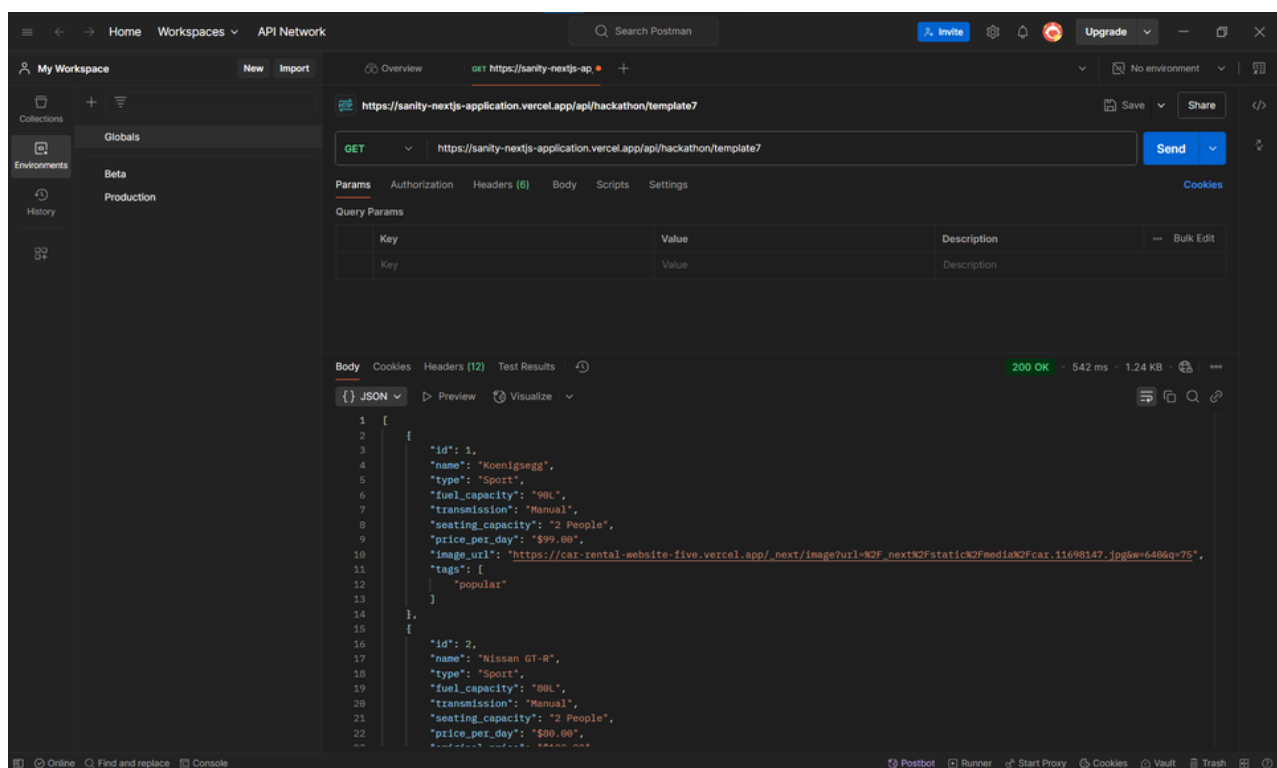 Home Workspaces API Network Search Postman Invite Upgrade
My Workspace New Import Overview GET https://sanity-nextjs-ap. No environment
Collections
Environments
History
Globals
Beta
Production
HTTP https://sanity-nextjs-application.vercel.app/api/hackathon/template7 Save Share
GET https://sanity-nextjs-application.vercel.app/api/hackathon/template7 Send
Params Authorization Headers (6) Body Scripts Settings Cookies
Query Params
Key Value Description Bulk Edit
Key Value Description
Body Cookies Headers (12) Test Results 200 OK 542 ms 1.24 KB
{} JSON Preview Visualize
1 [
2 {
3 "id": 1,
4 "name": "Koenigsegg",
5 "type": "Sport",
6 "fuel_capacity": "90L",
7 "transmission": "Manual",
8 "seating_capacity": "2 People",
9 "price_per_day": "$99.00",
10 "image_url": "https://car-rental-website-five.vercel.app/_next/image?url=%2F_next%2Fstatic%2Fmedia%2Fcar.11698147.jpg&w=640&q=75",
11 "tags": [
12 "popular"
13 ]
14 },
15 {
16 "id": 2,
17 "name": "Nissan GT-R",
18 "type": "Sport",
19 "fuel_capacity": "80L",
20 "transmission": "Manual",
21 "seating_capacity": "2 People",
22 "price_per_day": "$80.00",
Online Find and replace Console Postbot Runner Start Proxy Cookies Vault Trash